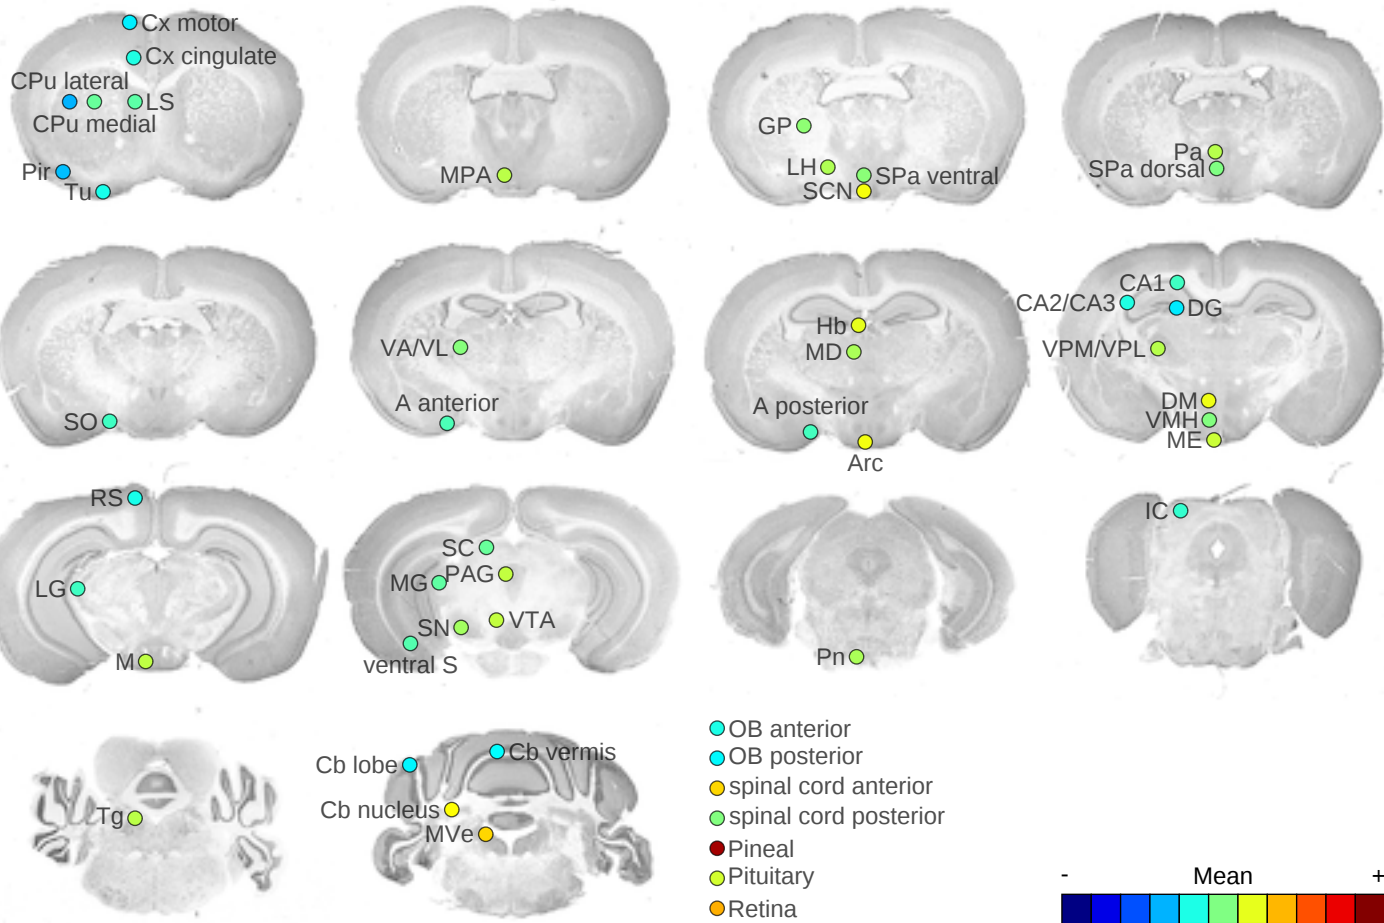 Cx motor
Cx cingulate
CPu lateral
LS
CPu medial
Pir
Tu
MPA
GP
LH
SPa ventral
SCN
Pa
SPa dorsal
SO
VA/VL
A anterior
Hb
MD
A posterior
Arc
CA1
CA2/CA3
DG
VPM/VPL
DM
VMH
ME
RS
LG
M
SC
MG
PAG
SN
VTA
ventral S
Pn
IC
Tg
Cb lobe
Cb vermis
Cb nucleus
MVe
OB anterior
OB posterior
spinal cord anterior
spinal cord posterior
Pineal
Pituitary
Retina
- Mean +